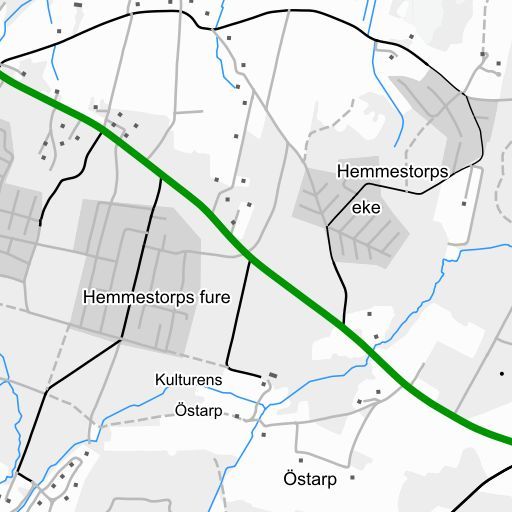 Hemmestorps
eke
Hemmestorps fure
Kulturens
Östarp
Östarp